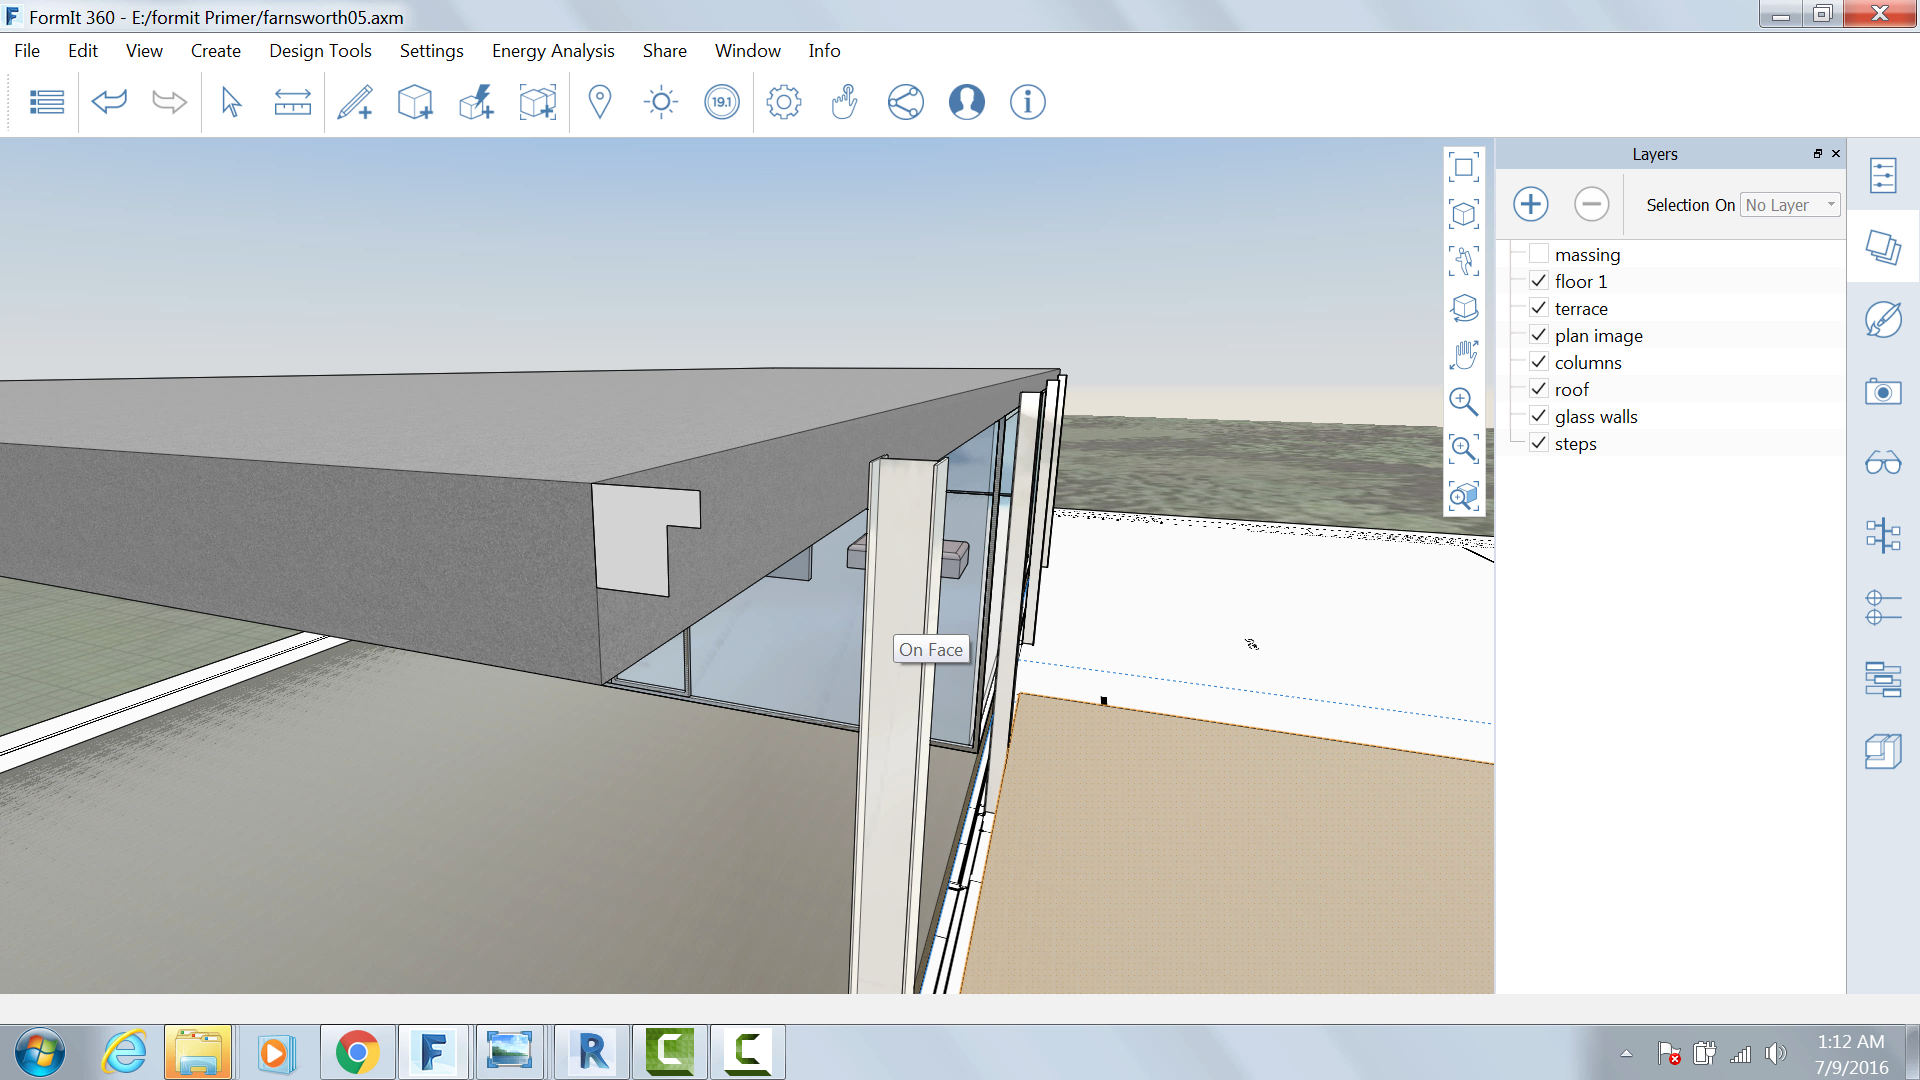 FormIt 360 - E:/formit Primer/farnsworth05.axm
File Edit View Create Design Tools Settings Energy Analysis Share Window Info
19.1
Layers
Selection On No Layer
massing
floor 1
terrace
plan image
columns
roof
glass walls
steps
On Face
1:12 AM
7/9/2016